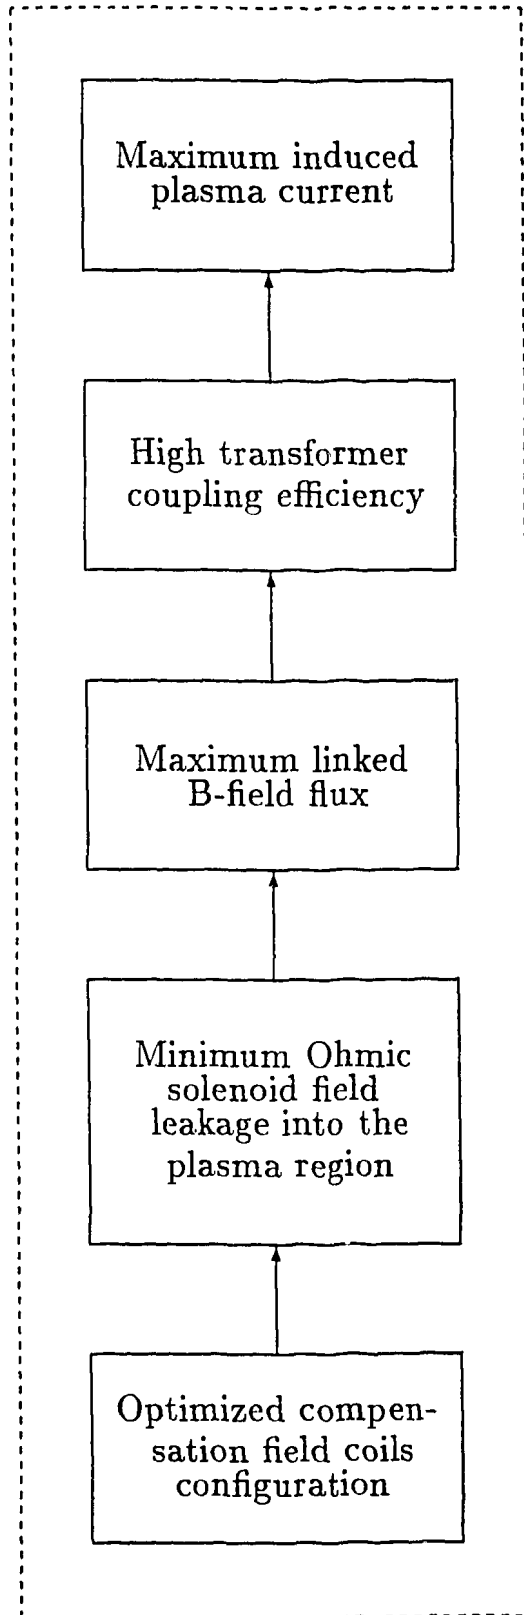 Maximum induced
plasma current
High transformer
coupling efficiency
Maximum linked
B-field flux
Minimum Ohmic
solenoid field
leakage into the
plasma region
Optimized compen-
sation field coils
configuration